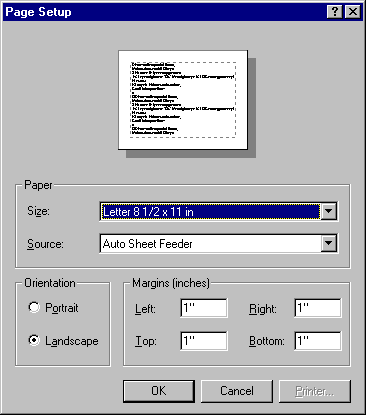 Page Setup
Paper
Size: Letter 8 1/2 x 11 in
Source: Auto Sheet Feeder
Orientation
Portrait
Landscape
Margins (inches)
Left: 1" Right: 1"
Top: 1" Bottom: 1"
OK Cancel Printer...